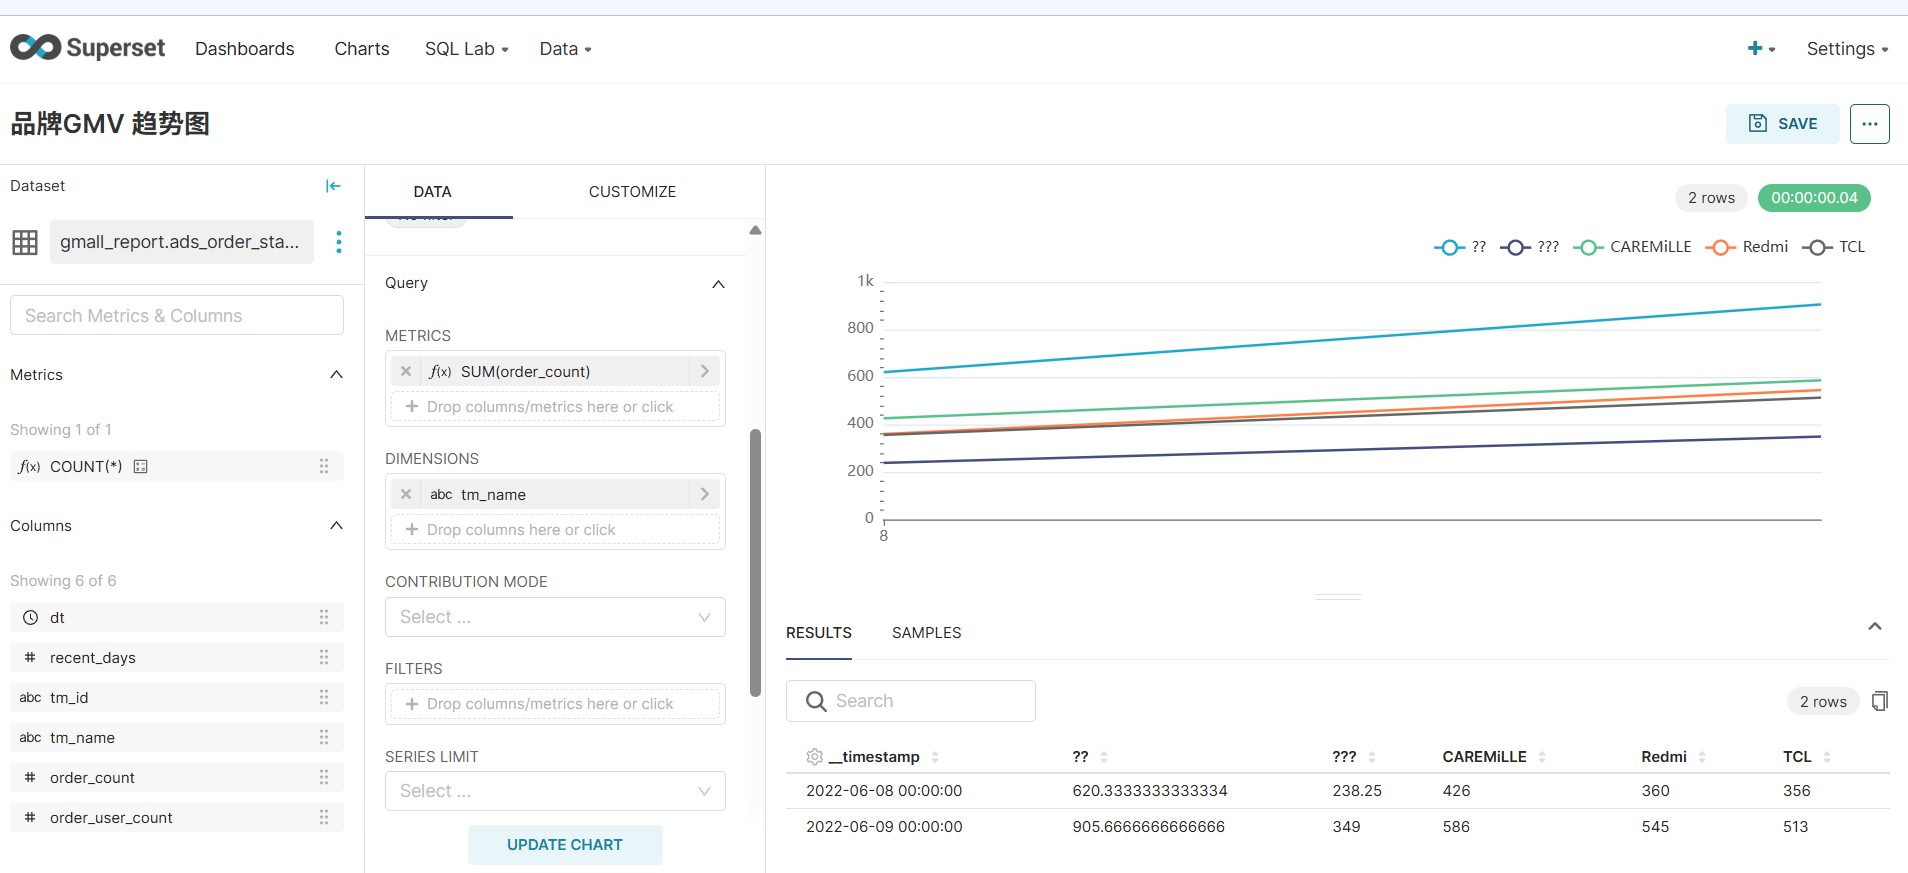 Superset
Dashboards
Charts
SQL Lab
Data
Settings
品牌GMV 趋势图
SAVE
Dataset
gmall_report.ads_order_sta...
Search Metrics & Columns
Metrics
Showing 1 of 1
f(x) COUNT(*)
Columns
Showing 6 of 6
dt
# recent_days
abc tm_id
abc tm_name
# order_count
# order_user_count
DATA
CUSTOMIZE
Query
METRICS
f(x) SUM(order_count)
+ Drop columns/metrics here or click
DIMENSIONS
abc tm_name
+ Drop columns here or click
CONTRIBUTION MODE
Select ...
FILTERS
+ Drop columns/metrics here or click
SERIES LIMIT
Select ...
UPDATE CHART
2 rows
00:00:00.04
?? ??? CAREMiLLE Redmi TCL
1k
800
600
400
200
0
8
RESULTS
SAMPLES
Search
2 rows
__timestamp ?? ??? CAREMiLLE Redmi TCL
2022-06-08 00:00:00 620.3333333333334 238.25 426 360 356
2022-06-09 00:00:00 905.6666666666666 349 586 545 513